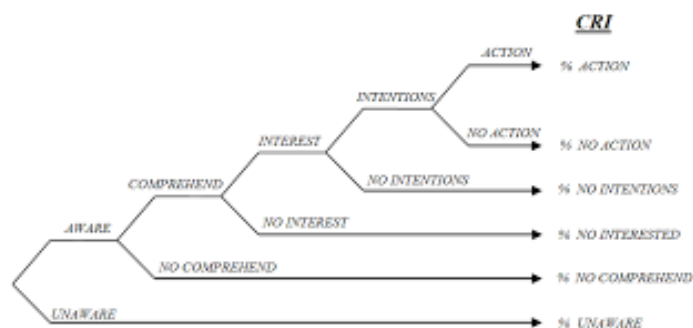 CRI
ACTION
% ACTION
INTENTIONS
NO ACTION
% NO ACTION
INTEREST
NO INTENTIONS
% NO INTENTIONS
COMPREHEND
NO INTEREST
% NO INTERESTED
AWARE
NO COMPREHEND
% NO COMPREHEND
UNAWARE
% UNAWARE